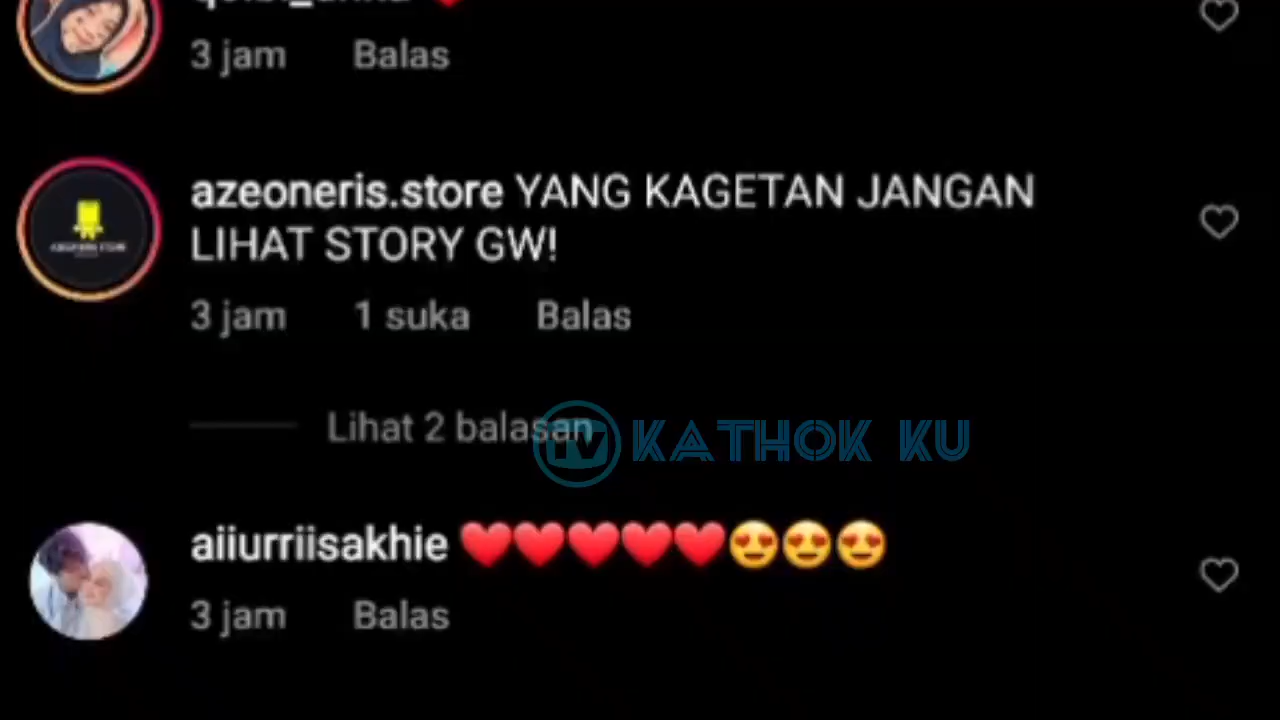 3 jam Balas
azeoneris.store YANG KAGETAN JANGAN
LIHAT STORY GW!
3 jam 1 suka Balas
Lihat 2 balasan
TV KATHOK KU
aiiurriisakhie ❤️❤️❤️❤️❤️😍😍😍
3 jam Balas